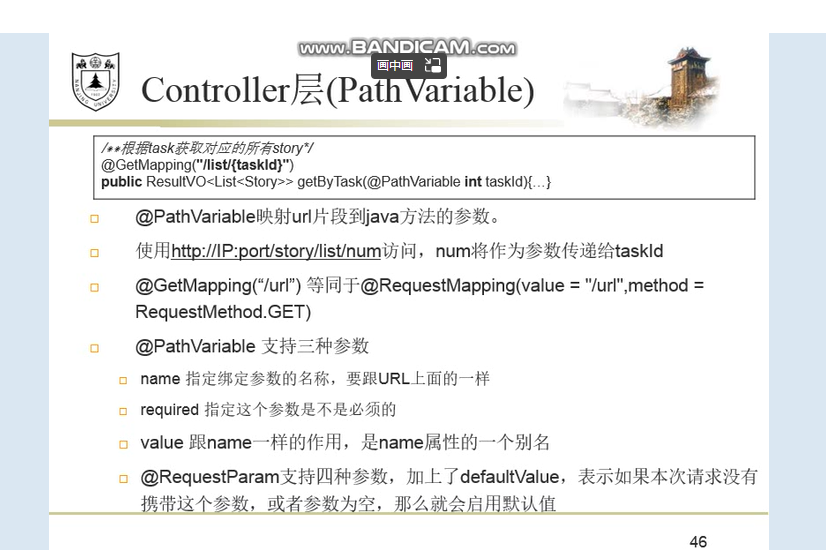 www.BANDICAM.com
画中画
NANJING UNIVERSITY
Controller层(PathVariable)
/**根据task获取对应的所有story*/
@GetMapping("/list/{taskId}")
public ResultVO<List<Story>> getByTask(@PathVariable int taskId){…}
@PathVariable映射url片段到java方法的参数。
使用http://IP:port/story/list/num访问，num将作为参数传递给taskId
@GetMapping(“/url”) 等同于@RequestMapping(value = "/url",method =
RequestMethod.GET)
@PathVariable 支持三种参数
name 指定绑定参数的名称，要跟URL上面的一样
required 指定这个参数是不是必须的
value 跟name一样的作用，是name属性的一个别名
@RequestParam支持四种参数，加上了defaultValue，表示如果本次请求没有
携带这个参数，或者参数为空，那么就会启用默认值
46